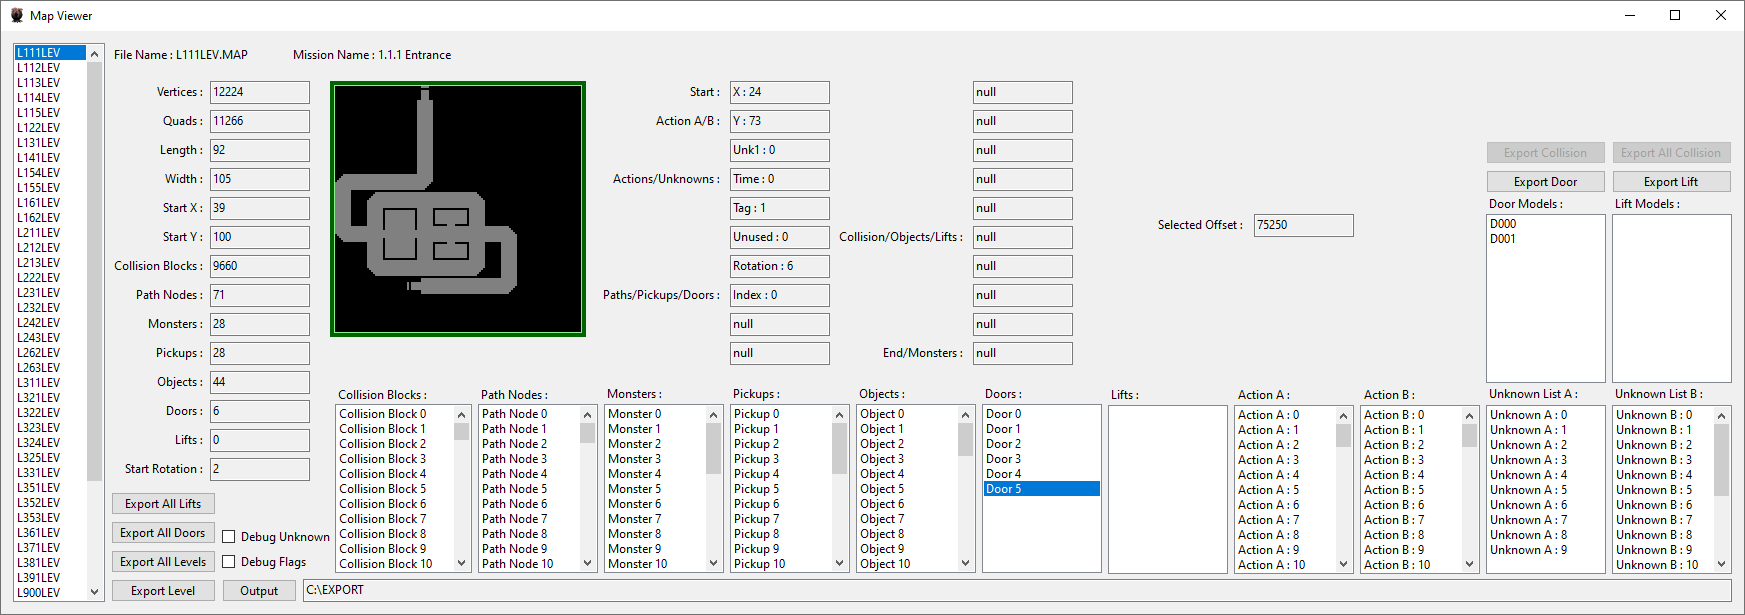 Map Viewer
L111LEV
L112LEV
L113LEV
L114LEV
L115LEV
L122LEV
L131LEV
L141LEV
L154LEV
L155LEV
L161LEV
L162LEV
L211LEV
L212LEV
L213LEV
L222LEV
L231LEV
L232LEV
L242LEV
L243LEV
L262LEV
L263LEV
L311LEV
L321LEV
L322LEV
L323LEV
L324LEV
L325LEV
L331LEV
L351LEV
L352LEV
L353LEV
L361LEV
L371LEV
L381LEV
L391LEV
L900LEV
File Name : L111LEV.MAP
Mission Name : 1.1.1 Entrance
Vertices : 12224
Quads : 11266
Length : 92
Width : 105
Start X : 39
Start Y : 100
Collision Blocks : 9660
Path Nodes : 71
Monsters : 28
Pickups : 28
Objects : 44
Doors : 6
Lifts : 0
Start Rotation : 2
Export All Lifts
Export All Doors
Debug Unknown
Export All Levels
Debug Flags
Export Level
Output
C:\EXPORT
Start : X : 24
Action A/B : Y : 73
Unk1 : 0
Actions/Unknowns : Time : 0
Tag : 1
Unused : 0
Rotation : 6
Paths/Pickups/Doors : Index : 0
null
null
null
null
null
null
null
Collision/Objects/Lifts : null
null
null
null
End/Monsters : null
Selected Offset : 75250
Export Collision
Export All Collision
Export Door
Export Lift
Door Models :
D000
D001
Lift Models :
Collision Blocks :
Collision Block 0
Collision Block 1
Collision Block 2
Collision Block 3
Collision Block 4
Collision Block 5
Collision Block 6
Collision Block 7
Collision Block 8
Collision Block 9
Collision Block 10
Path Nodes :
Path Node 0
Path Node 1
Path Node 2
Path Node 3
Path Node 4
Path Node 5
Path Node 6
Path Node 7
Path Node 8
Path Node 9
Path Node 10
Monsters :
Monster 0
Monster 1
Monster 2
Monster 3
Monster 4
Monster 5
Monster 6
Monster 7
Monster 8
Monster 9
Monster 10
Pickups :
Pickup 0
Pickup 1
Pickup 2
Pickup 3
Pickup 4
Pickup 5
Pickup 6
Pickup 7
Pickup 8
Pickup 9
Pickup 10
Objects :
Object 0
Object 1
Object 2
Object 3
Object 4
Object 5
Object 6
Object 7
Object 8
Object 9
Object 10
Doors :
Door 0
Door 1
Door 2
Door 3
Door 4
Door 5
Lifts :
Action A :
Action A : 0
Action A : 1
Action A : 2
Action A : 3
Action A : 4
Action A : 5
Action A : 6
Action A : 7
Action A : 8
Action A : 9
Action A : 10
Action B :
Action B : 0
Action B : 1
Action B : 2
Action B : 3
Action B : 4
Action B : 5
Action B : 6
Action B : 7
Action B : 8
Action B : 9
Action B : 10
Unknown List A :
Unknown A : 0
Unknown A : 1
Unknown A : 2
Unknown A : 3
Unknown A : 4
Unknown A : 5
Unknown A : 6
Unknown A : 7
Unknown A : 8
Unknown A : 9
Unknown List B :
Unknown B : 0
Unknown B : 1
Unknown B : 2
Unknown B : 3
Unknown B : 4
Unknown B : 5
Unknown B : 6
Unknown B : 7
Unknown B : 8
Unknown B : 9
Unknown B : 10